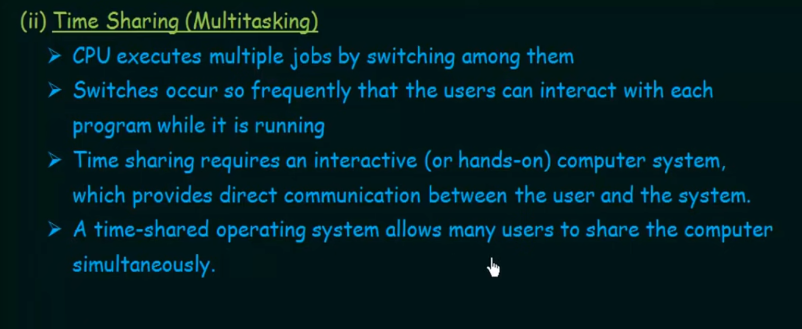 (ii) Time Sharing (Multitasking)
➢ CPU executes multiple jobs by switching among them
➢ Switches occur so frequently that the users can interact with each
program while it is running
➢ Time sharing requires an interactive (or hands-on) computer system,
which provides direct communication between the user and the system.
➢ A time-shared operating system allows many users to share the computer
simultaneously.